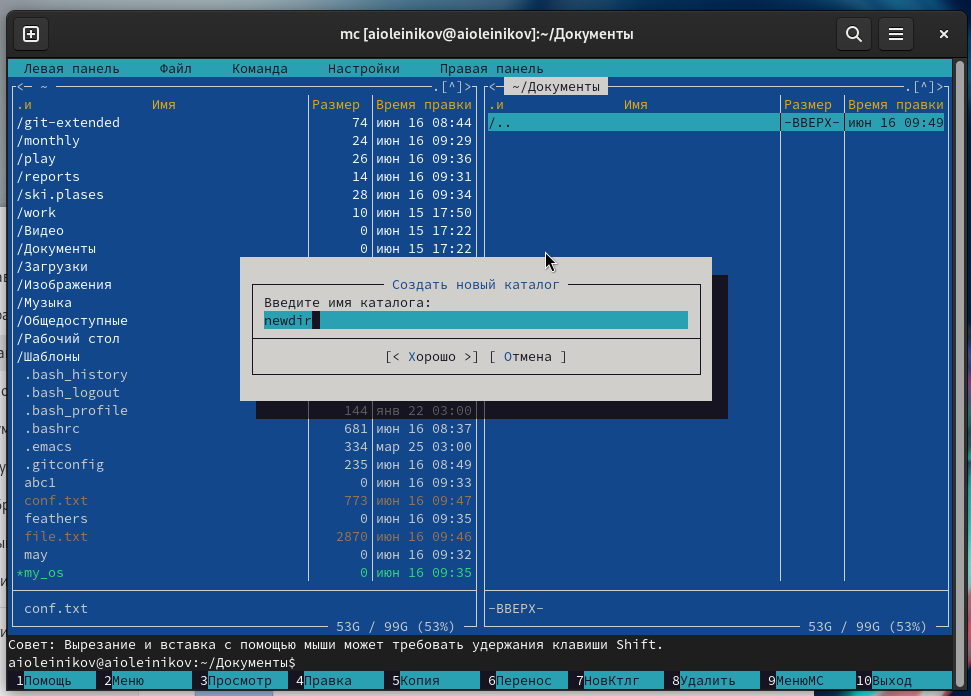 mc [aioleinikov@aioleinikov]:~/Документы
Левая панель Файл Команда Настройки Правая панель
<─ ~ .[^]> <─ ~/Документы .[^]>
.и Имя Размер Время правки .и Имя Размер Время правки
/git-extended 74 июн 16 08:44 /.. -ВВЕРХ- июн 16 09:49
/monthly 24 июн 16 09:29
/play 26 июн 16 09:36
/reports 14 июн 16 09:31
/ski.plases 28 июн 16 09:34
/work 10 июн 15 17:50
/Видео 0 июн 15 17:22
/Документы 0 июн 15 17:22
/Загрузки
/Изображения
/Музыка
/Общедоступные
/Рабочий стол
/Шаблоны
.bash_history
.bash_logout
.bash_profile 144 янв 22 03:00
.bashrc 681 июн 16 08:37
.emacs 334 мар 25 03:00
.gitconfig 235 июн 16 08:49
abc1 0 июн 16 09:33
conf.txt 773 июн 16 09:47
feathers 0 июн 16 09:35
file.txt 2870 июн 16 09:46
may 0 июн 16 09:32
*my_os 0 июн 16 09:35
Создать новый каталог
Введите имя каталога:
newdir
[< Хорошо >] [ Отмена ]
conf.txt -ВВЕРХ-
53G / 99G (53%) 53G / 99G (53%)
Совет: Вырезание и вставка с помощью мыши может требовать удержания клавиши Shift.
aioleinikov@aioleinikov:~/Документы$
1Помощь 2Меню 3Просмотр 4Правка 5Копия 6Перенос 7НовКтлг 8Удалить 9МенюМС 10Выход